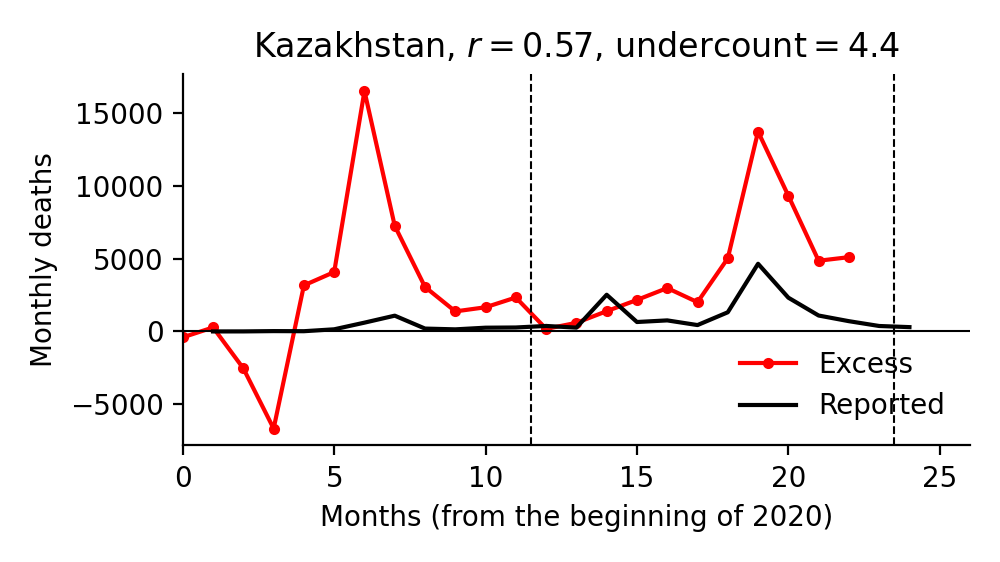 Kazakhstan, r = 0.57, undercount = 4.4
Monthly deaths
15000
10000
5000
0
−5000
Excess
Reported
0 5 10 15 20 25
Months (from the beginning of 2020)